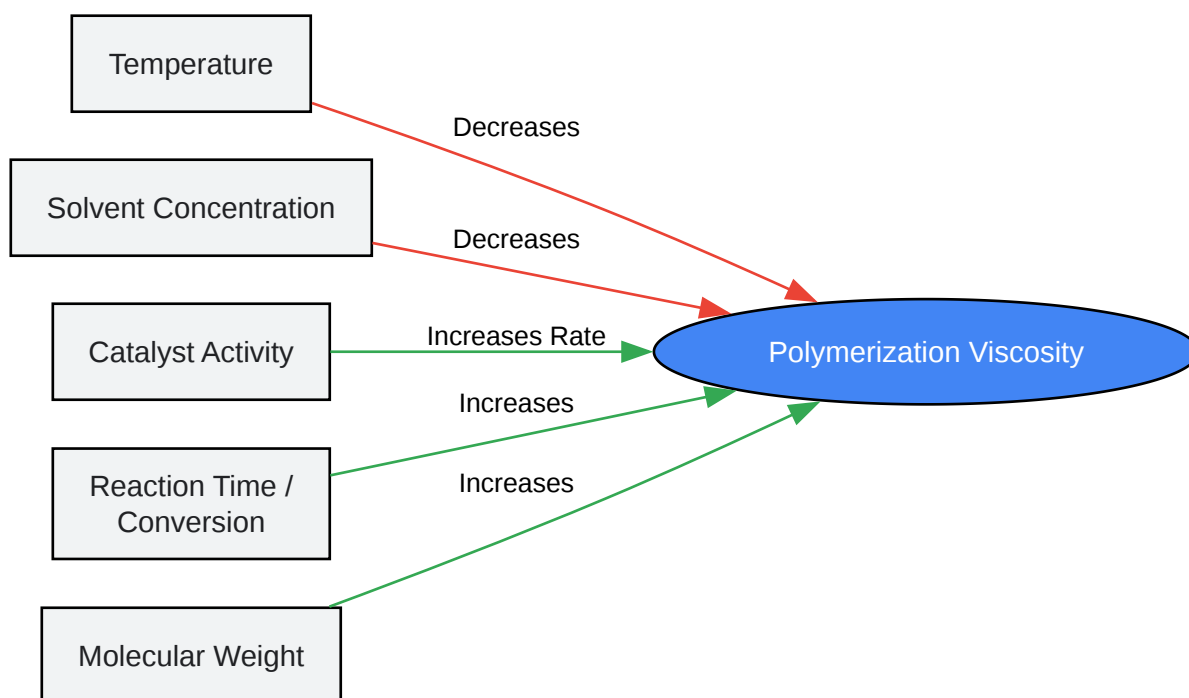 Temperature
Decreases
Solvent Concentration
Decreases
Catalyst Activity
Increases Rate
Polymerization Viscosity
Reaction Time /
Conversion
Increases
Increases
Molecular Weight